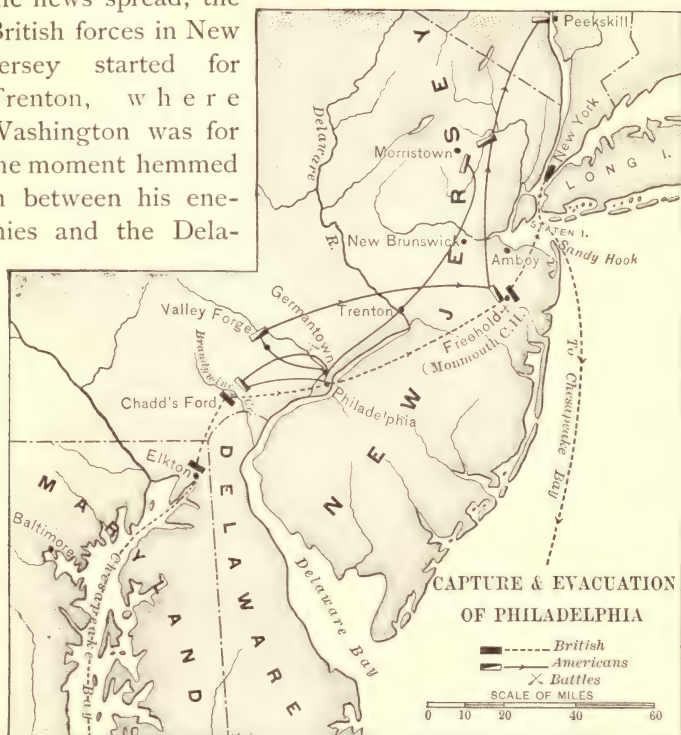 he news spread, the
British forces in New
ersey started for
Trenton, where
Washington was for
he moment hemmed
n between his ene-
nies and the Dela-
Peekskill
Delaware
R.
Morristown
New York
LONG I.
STATEN I.
Sandy Hook
New Brunswick
Amboy
NEW JERSEY
Trenton
Germantown
Valley Forge
Brandywine C.
Freehold
(Monmouth C.H.)
Chadd's Ford
Philadelphia
To Chesapeake Bay
Elkton
MARYLAND
DELAWARE
Baltimore
Chesapeake Bay
Delaware Bay
CAPTURE & EVACUATION
OF PHILADELPHIA
British
Americans
Battles
SCALE OF MILES
0 10 20 40 60